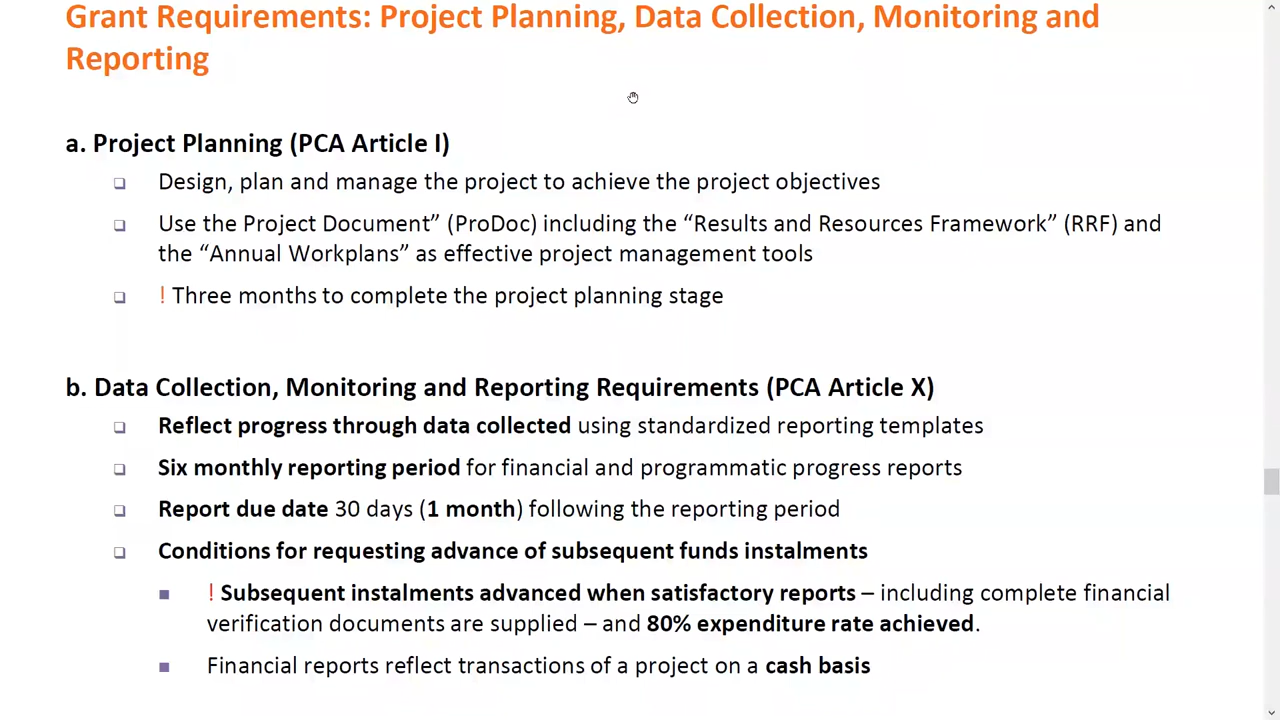 Grant Requirements: Project Planning, Data Collection, Monitoring and
Reporting
a. Project Planning (PCA Article I)
❑ Design, plan and manage the project to achieve the project objectives
❑ Use the Project Document” (ProDoc) including the “Results and Resources Framework” (RRF) and
the “Annual Workplans” as effective project management tools
❑ ! Three months to complete the project planning stage
b. Data Collection, Monitoring and Reporting Requirements (PCA Article X)
❑ Reflect progress through data collected using standardized reporting templates
❑ Six monthly reporting period for financial and programmatic progress reports
❑ Report due date 30 days (1 month) following the reporting period
❑ Conditions for requesting advance of subsequent funds instalments
▪ ! Subsequent instalments advanced when satisfactory reports – including complete financial
verification documents are supplied – and 80% expenditure rate achieved.
▪ Financial reports reflect transactions of a project on a cash basis